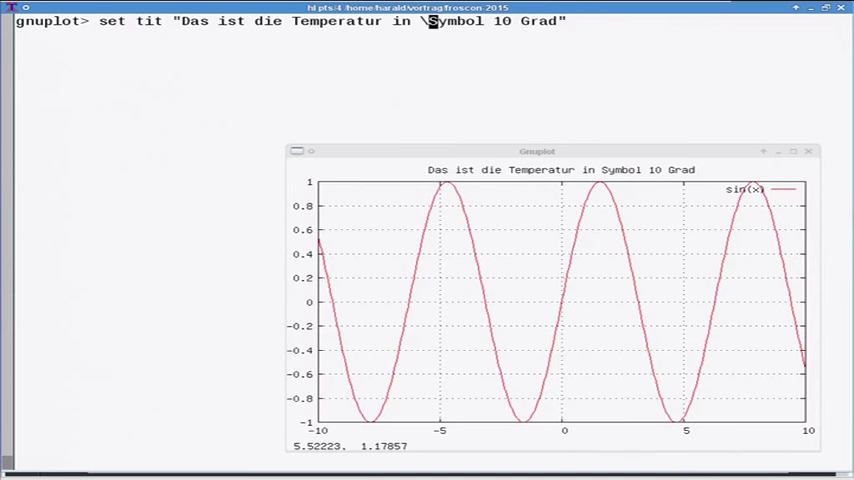 hl pts/4 /home/harald/vortrag/froscon-2015
gnuplot> set tit "Das ist die Temperatur in \Symbol 10 Grad"
Gnuplot
Das ist die Temperatur in Symbol 10 Grad
sin(x)
1
0.8
0.6
0.4
0.2
0
-0.2
-0.4
-0.6
-0.8
-1
-10 -5 0 5 10
5.52223, 1.17857